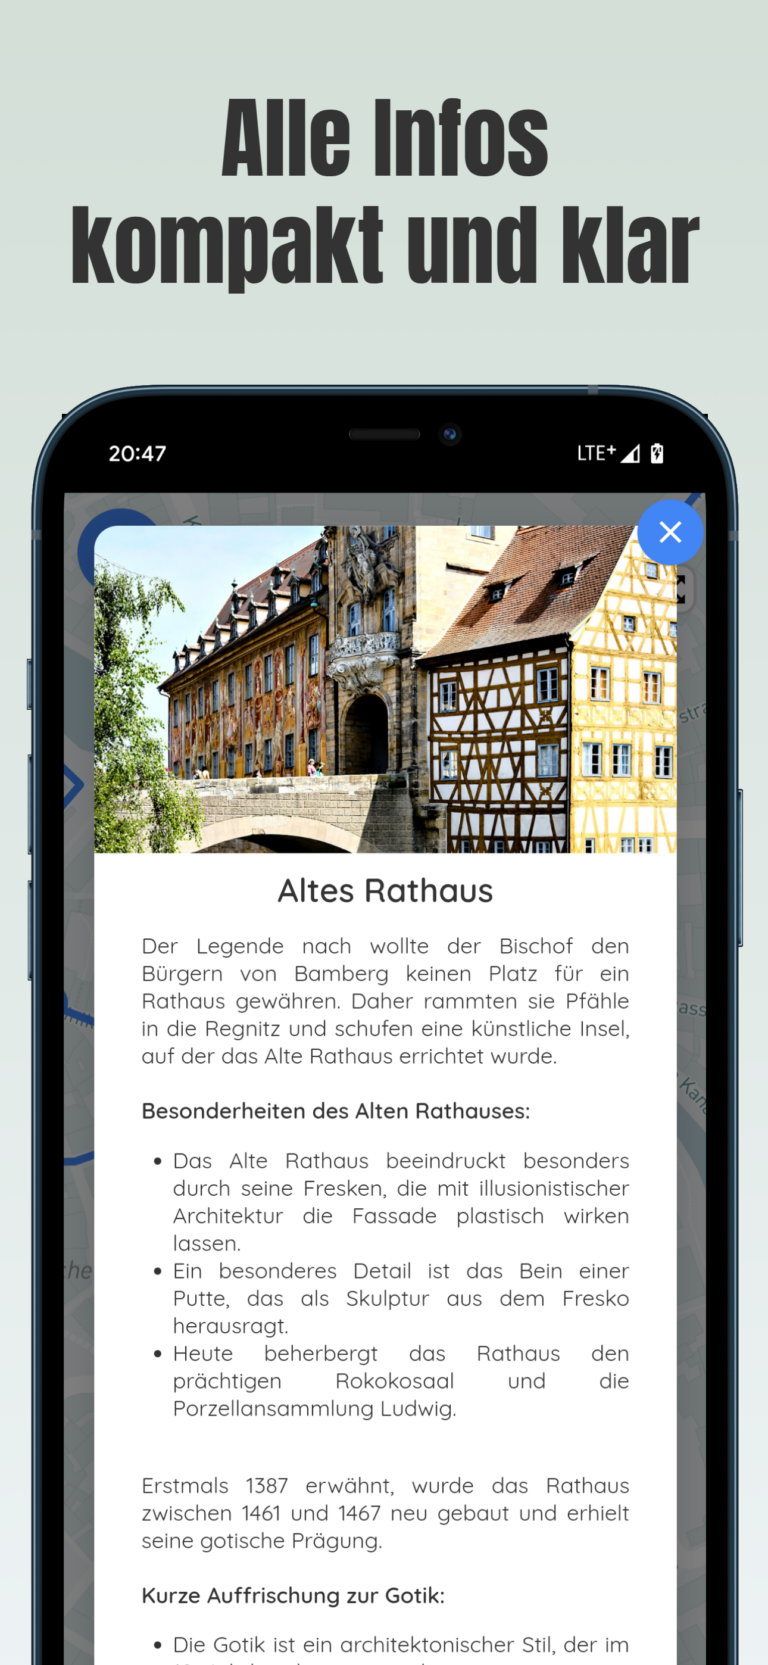 Alle Infos
kompakt und klar
20:47
LTE+
stra
Altes Rathaus
Der Legende nach wollte der Bischof den
Bürgern von Bamberg keinen Platz für ein
Rathaus gewähren. Daher rammten sie Pfähle
in die Regnitz und schufen eine künstliche Insel,
auf der das Alte Rathaus errichtet wurde.
Besonderheiten des Alten Rathauses:
Das Alte Rathaus beeindruckt besonders
durch seine Fresken, die mit illusionistischer
Architektur die Fassade plastisch wirken
lassen.
Ein besonderes Detail ist das Bein einer
Putte, das als Skulptur aus dem Fresko
herausragt.
Heute beherbergt das Rathaus den
prächtigen Rokokosaal und die
Porzellansammlung Ludwig.
Erstmals 1387 erwähnt, wurde das Rathaus
zwischen 1461 und 1467 neu gebaut und erhielt
seine gotische Prägung.
Kurze Auffrischung zur Gotik:
Die Gotik ist ein architektonischer Stil, der im